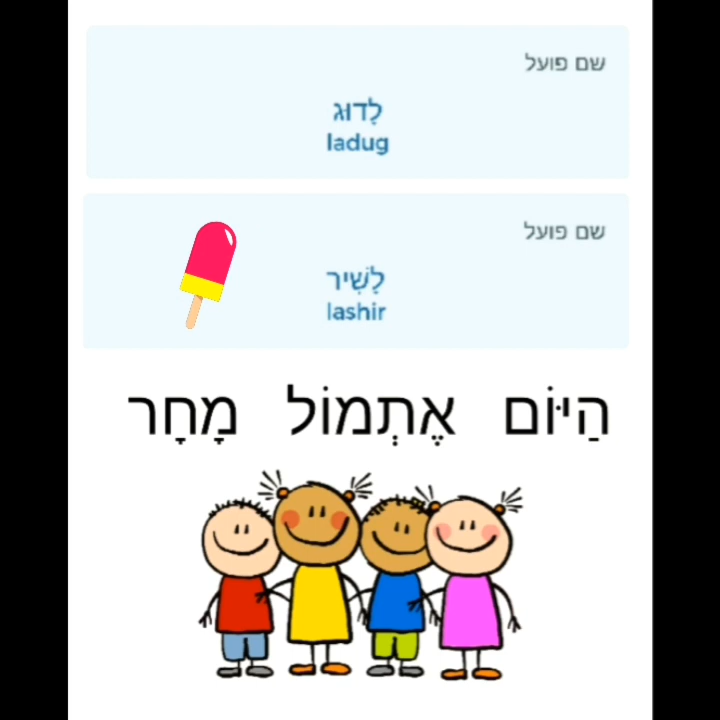 שם פועל
לָדוּג
ladug
שם פועל
לָשִׁיר
lashir
הַיּוֹם אֶתְמוֹל מָחָר